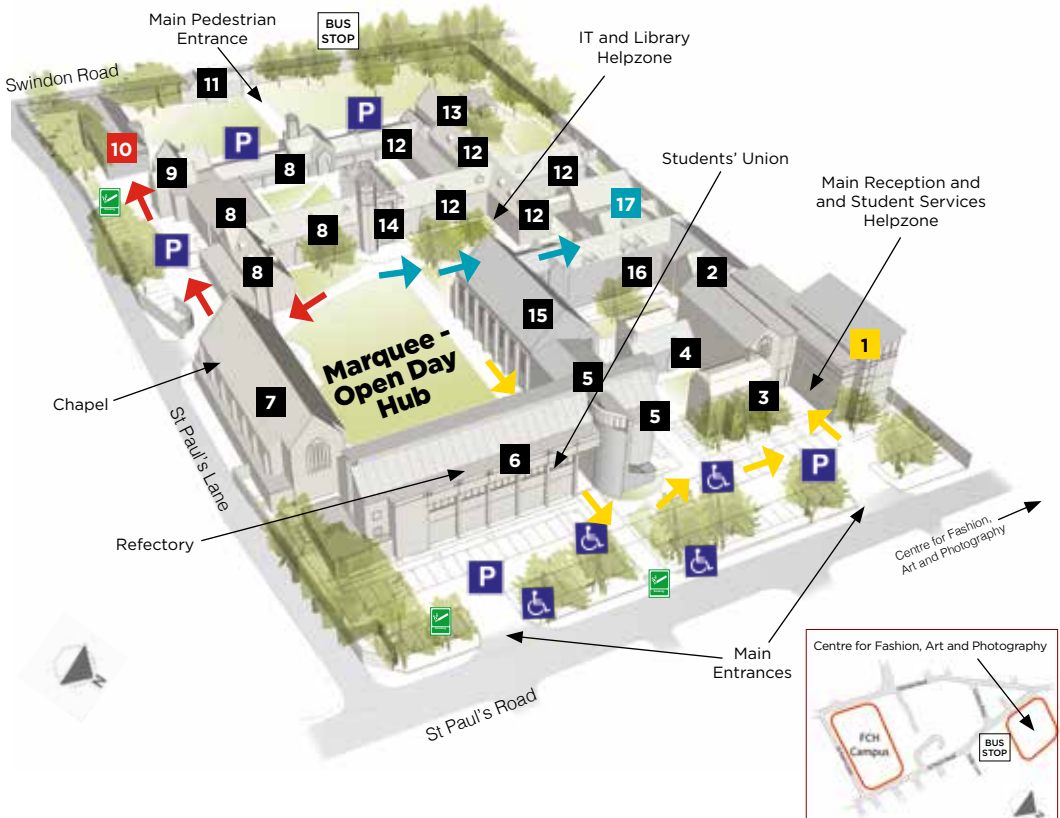 Main Pedestrian
Entrance
BUS
STOP
IT and Library
Helpzone
Swindon Road
11
P
P
13
10
9
8
12
12
12
Students' Union
Main Reception and
and Student Services
Helpzone
8
8
14
12
12
17
P
8
16
2
15
1
4
Marquee -
Open Day
Hub
5
3
Chapel
7
5
6
P
St Paul's Lane
Refectory
Centre for Fashion,
Art and Photography
P
Main
Entrances
N
St Paul's Road
Centre for Fashion, Art and Photography
FCH
Campus
BUS
STOP